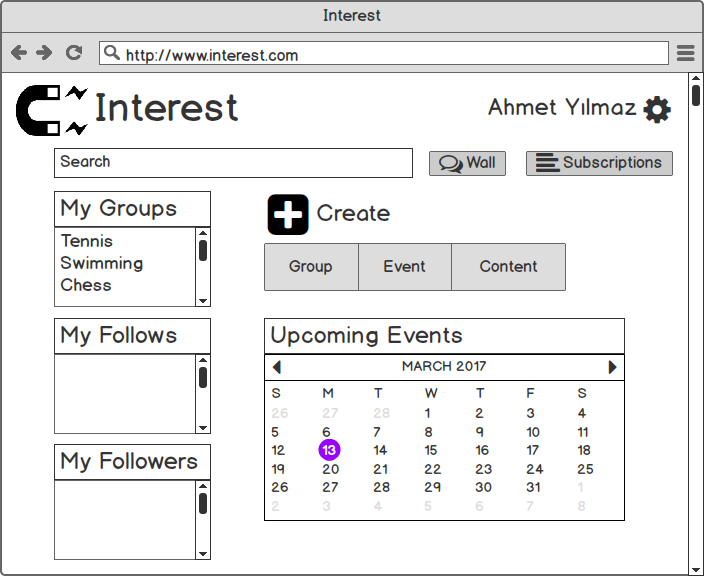 Interest
http://www.interest.com
Interest
Ahmet Yılmaz
Search
Wall
Subscriptions
My Groups
Tennis
Swimming
Chess
Create
Group Event Content
My Follows
My Followers
Upcoming Events
MARCH 2017
S M T W T F S
26 27 28 1 2 3 4
5 6 7 8 9 10 11
12 13 14 15 16 17 18
19 20 21 22 23 24 25
26 27 28 29 30 31 1
2 3 4 5 6 7 8